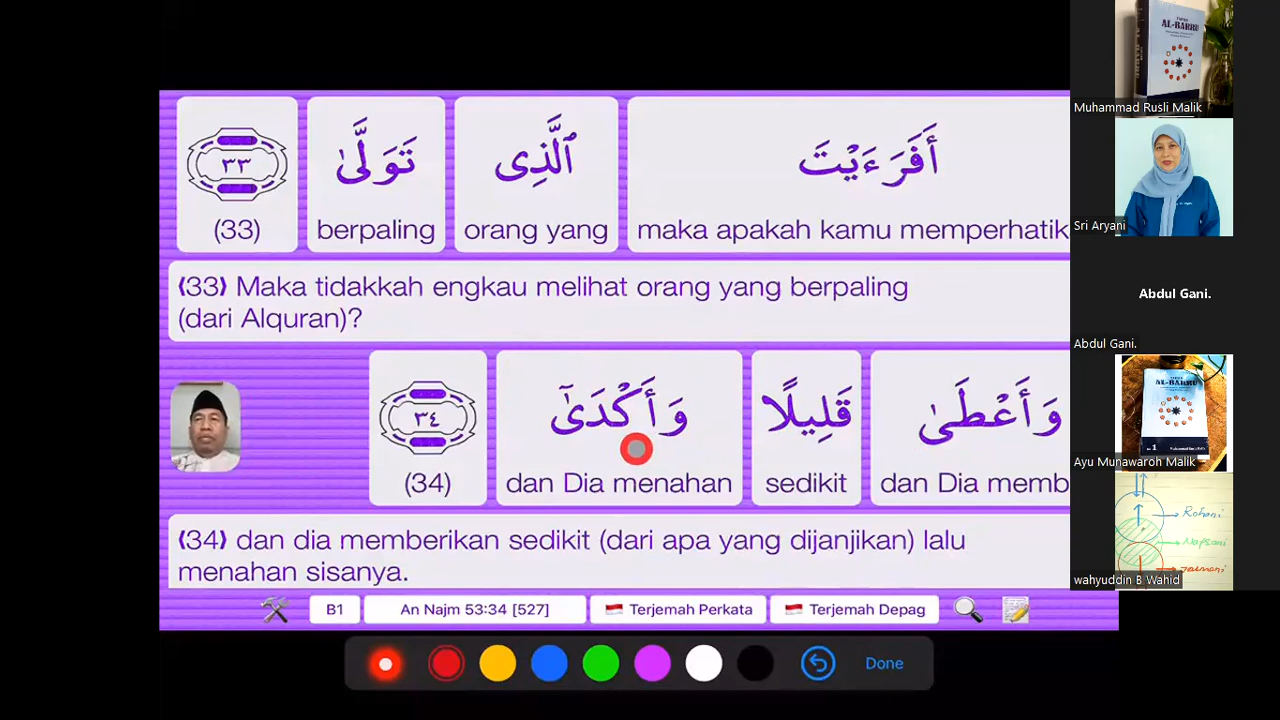 أَفَرَءَيْتَ ٱلَّذِى تَوَلَّىٰ ٣٣
maka apakah kamu memperhatik orang yang berpaling (33)
﴾33﴿ Maka tidakkah engkau melihat orang yang berpaling
(dari Alquran)?
وَأَعْطَىٰ قَلِيلًا وَأَكْدَىٰٓ ٣٤
dan Dia memb sedikit dan Dia menahan (34)
﴾34﴿ dan dia memberikan sedikit (dari apa yang dijanjikan) lalu
menahan sisanya.
B1 An Najm 53:34 [527] Terjemah Perkata Terjemah Depag
Done
TAFSIR
AL-BARRU
Muhammad Rusli Malik
Sri Aryani
Abdul Gani.
Abdul Gani.
AL-BARRU
Ayu Munawaroh Malik
Rohani
Napsani
Jasmani
wahyuddin B Wahid